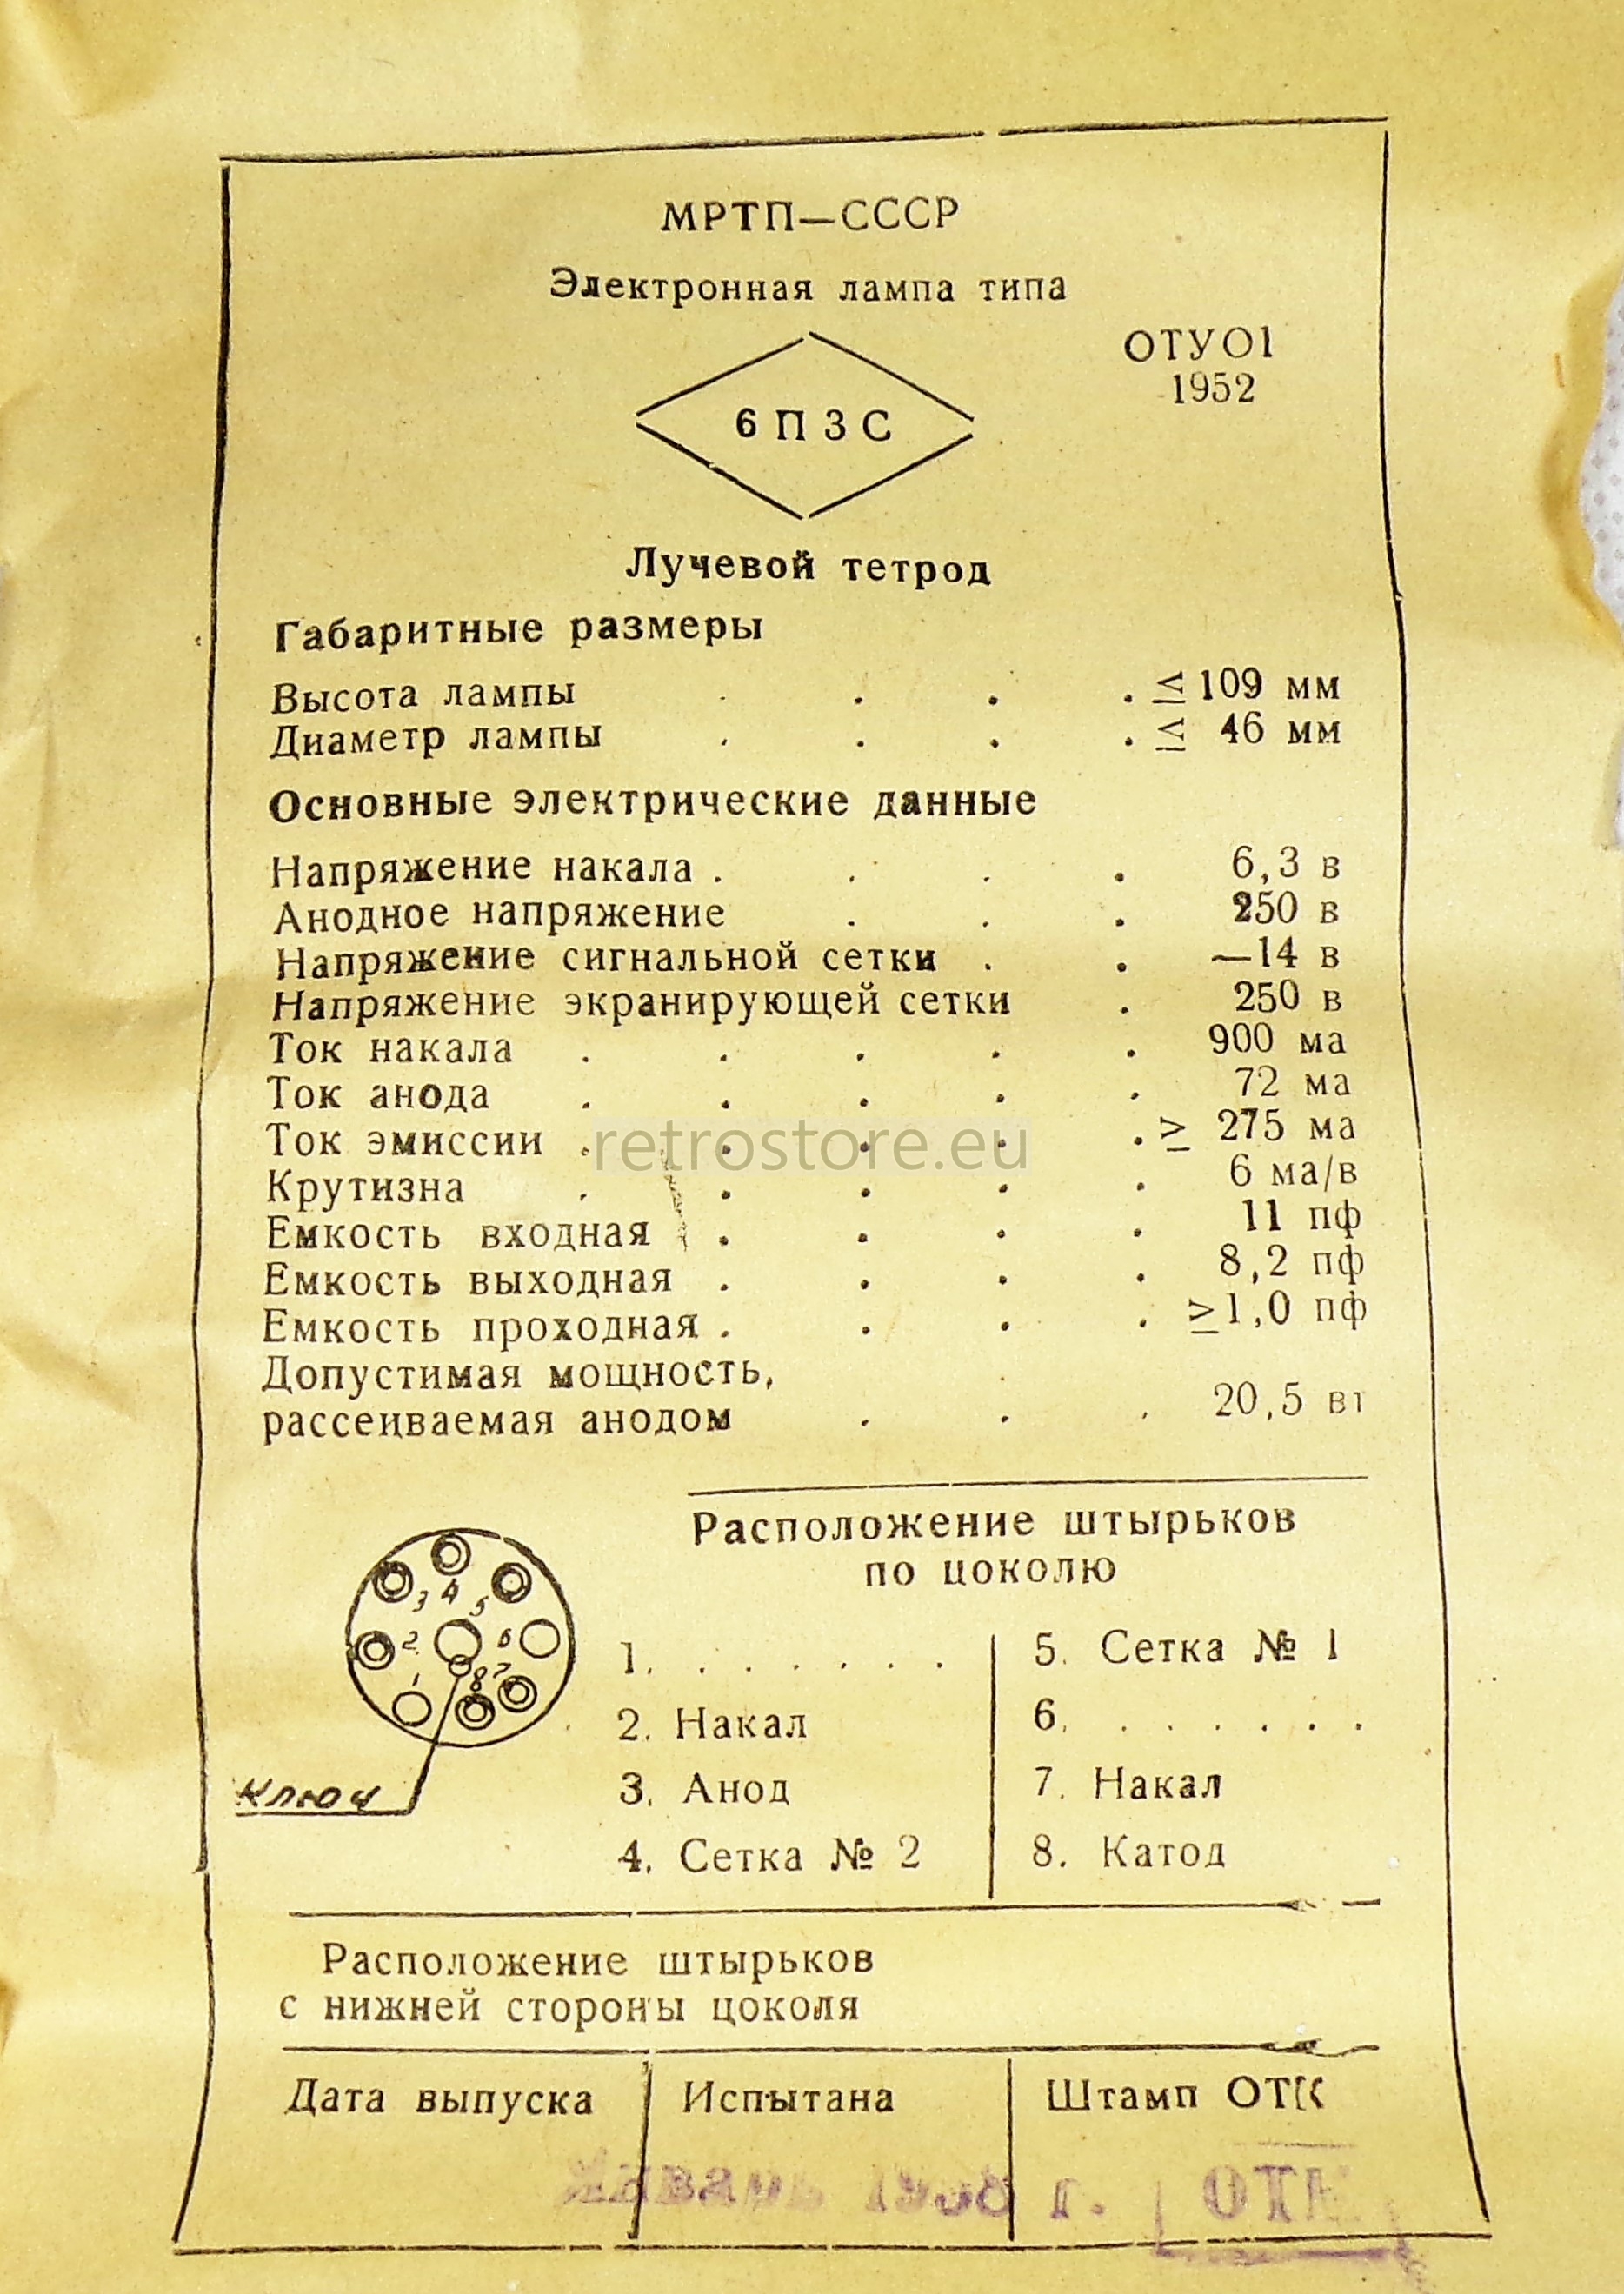 МРТП—СССР
Электронная лампа типа
ОТУ01
1952
6П3С
Лучевой тетрод
Габаритные размеры
Высота лампы . . . . ≤ 109 мм
Диаметр лампы . . . . ≤ 46 мм
Основные электрические данные
Напряжение накала . . . . 6,3 в
Анодное напряжение . . . 250 в
Напряжение сигнальной сетки . . —14 в
Напряжение экранирующей сетки . 250 в
Ток накала . . . . . 900 ма
Ток анода . . . . . 72 ма
Ток эмиссии . . . . . ≥ 275 ма
retrostore.eu
Крутизна . . . . . 6 ма/в
Емкость входная . . . . 11 пф
Емкость выходная . . . . 8,2 пф
Емкость проходная . . . . ≥1,0 пф
Допустимая мощность,
рассеиваемая анодом . . . 20,5 вт
Расположение штырьков
по цоколю
3 4 5
2 6
1 8 7
Ключ
1. . . . . . . .
2. Накал
3. Анод
4. Сетка № 2
5. Сетка № 1
6. . . . . . .
7. Накал
8. Катод
Расположение штырьков
с нижней стороны цоколя
Дата выпуска Испытана Штамп ОТК
г. ОТК